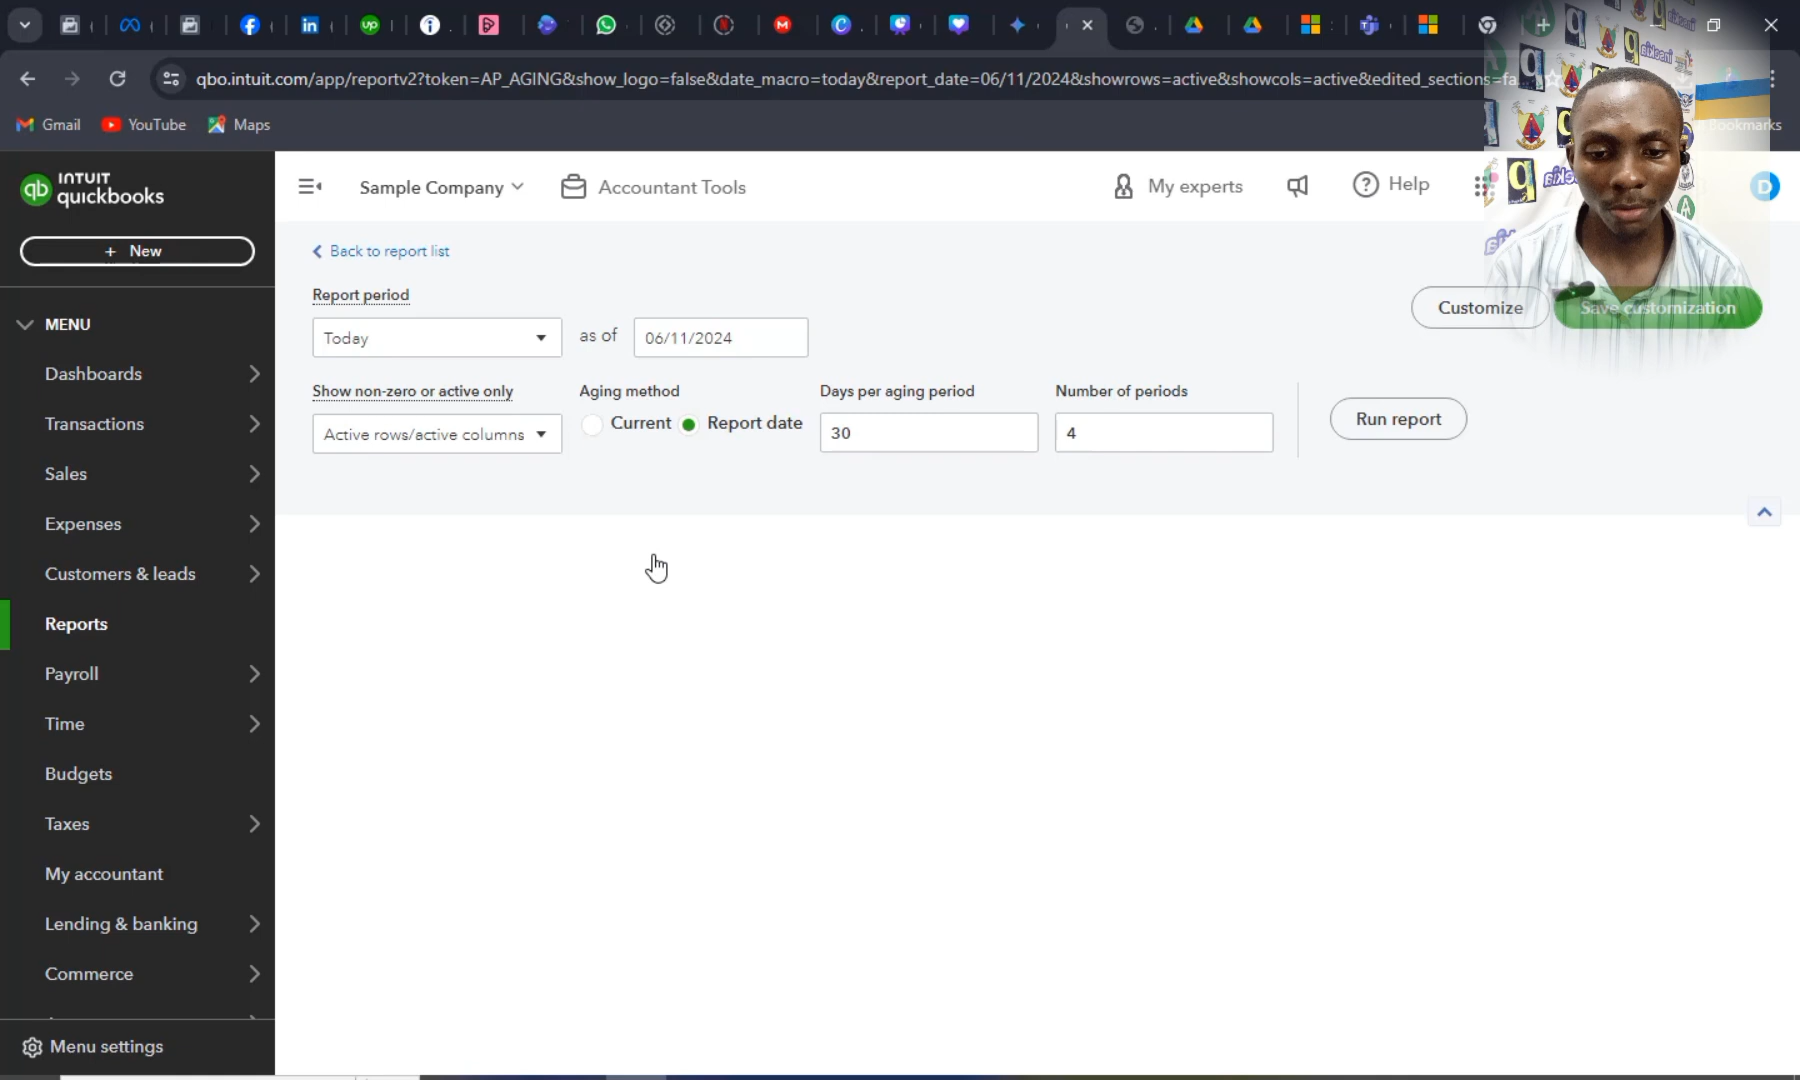 qbo.intuit.com/app/reportv2?token=AP_AGING&show_logo=false&date_macro=today&report_date=06/11/2024&showrows=active&showcols=active&edited_sections=fa...
Gmail
YouTube
Maps
Bookmarks
INTUIT
quickbooks
Sample Company
Accountant Tools
My experts
Help
D
+ New
Back to report list
Report period
Today
as of
06/11/2024
Customize
Save customization
Show non-zero or active only
Aging method
Days per aging period
Number of periods
Active rows/active columns
Current
Report date
30
4
Run report
MENU
Dashboards
Transactions
Sales
Expenses
Customers & leads
Reports
Payroll
Time
Budgets
Taxes
My accountant
Lending & banking
Commerce
Menu settings